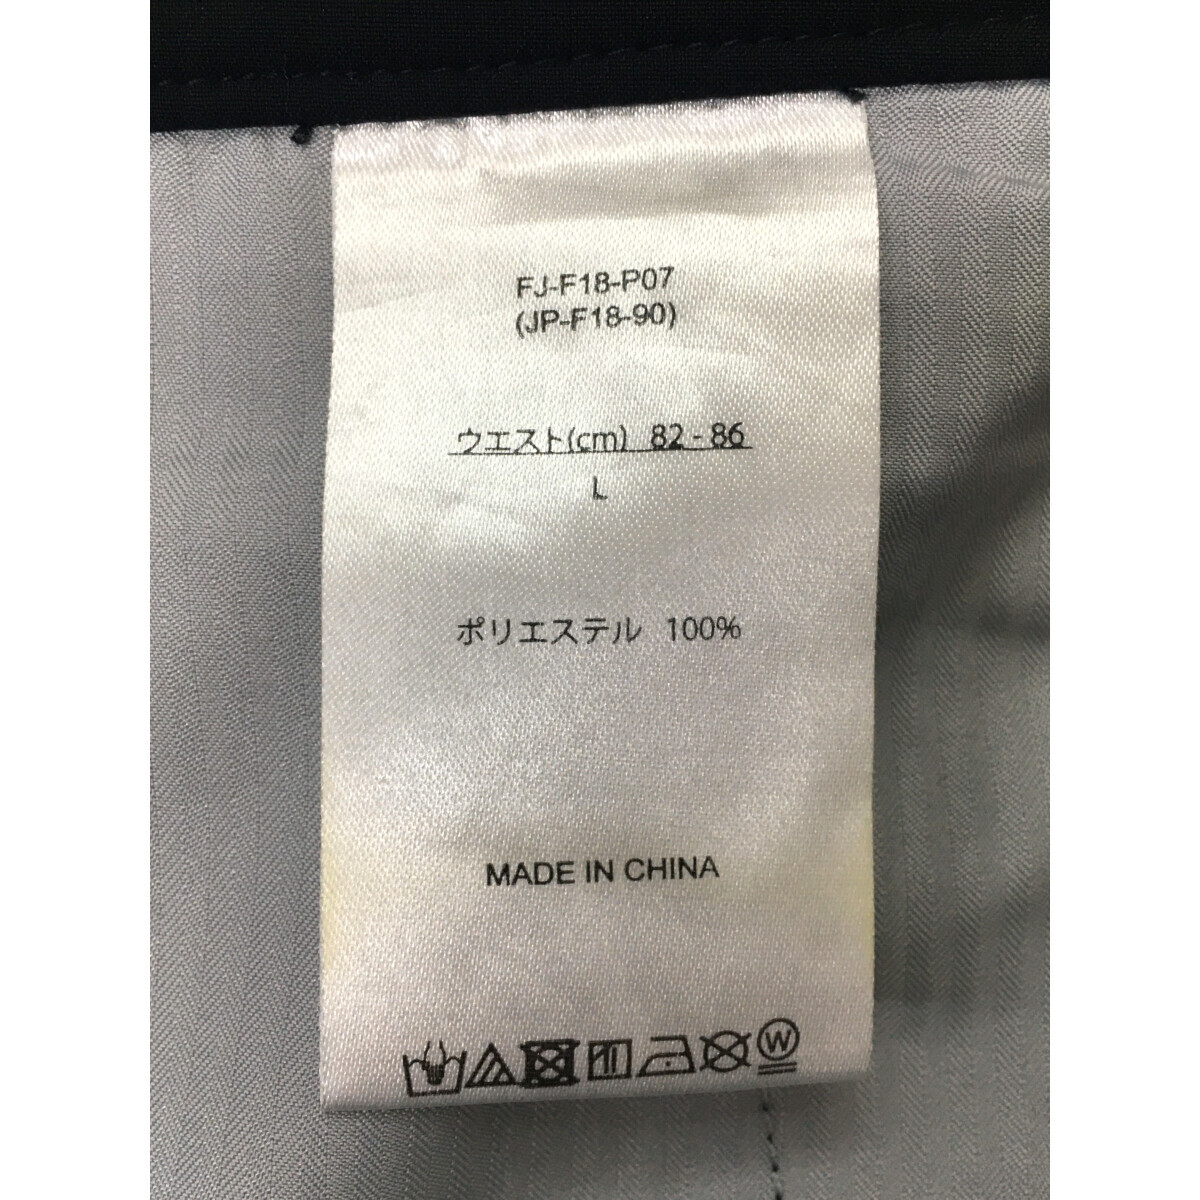 FJ-F18-P07
(JP-F18-90)
ウエスト(cm) 82 - 86
L
ポリエステル 100%
MADE IN CHINA
W